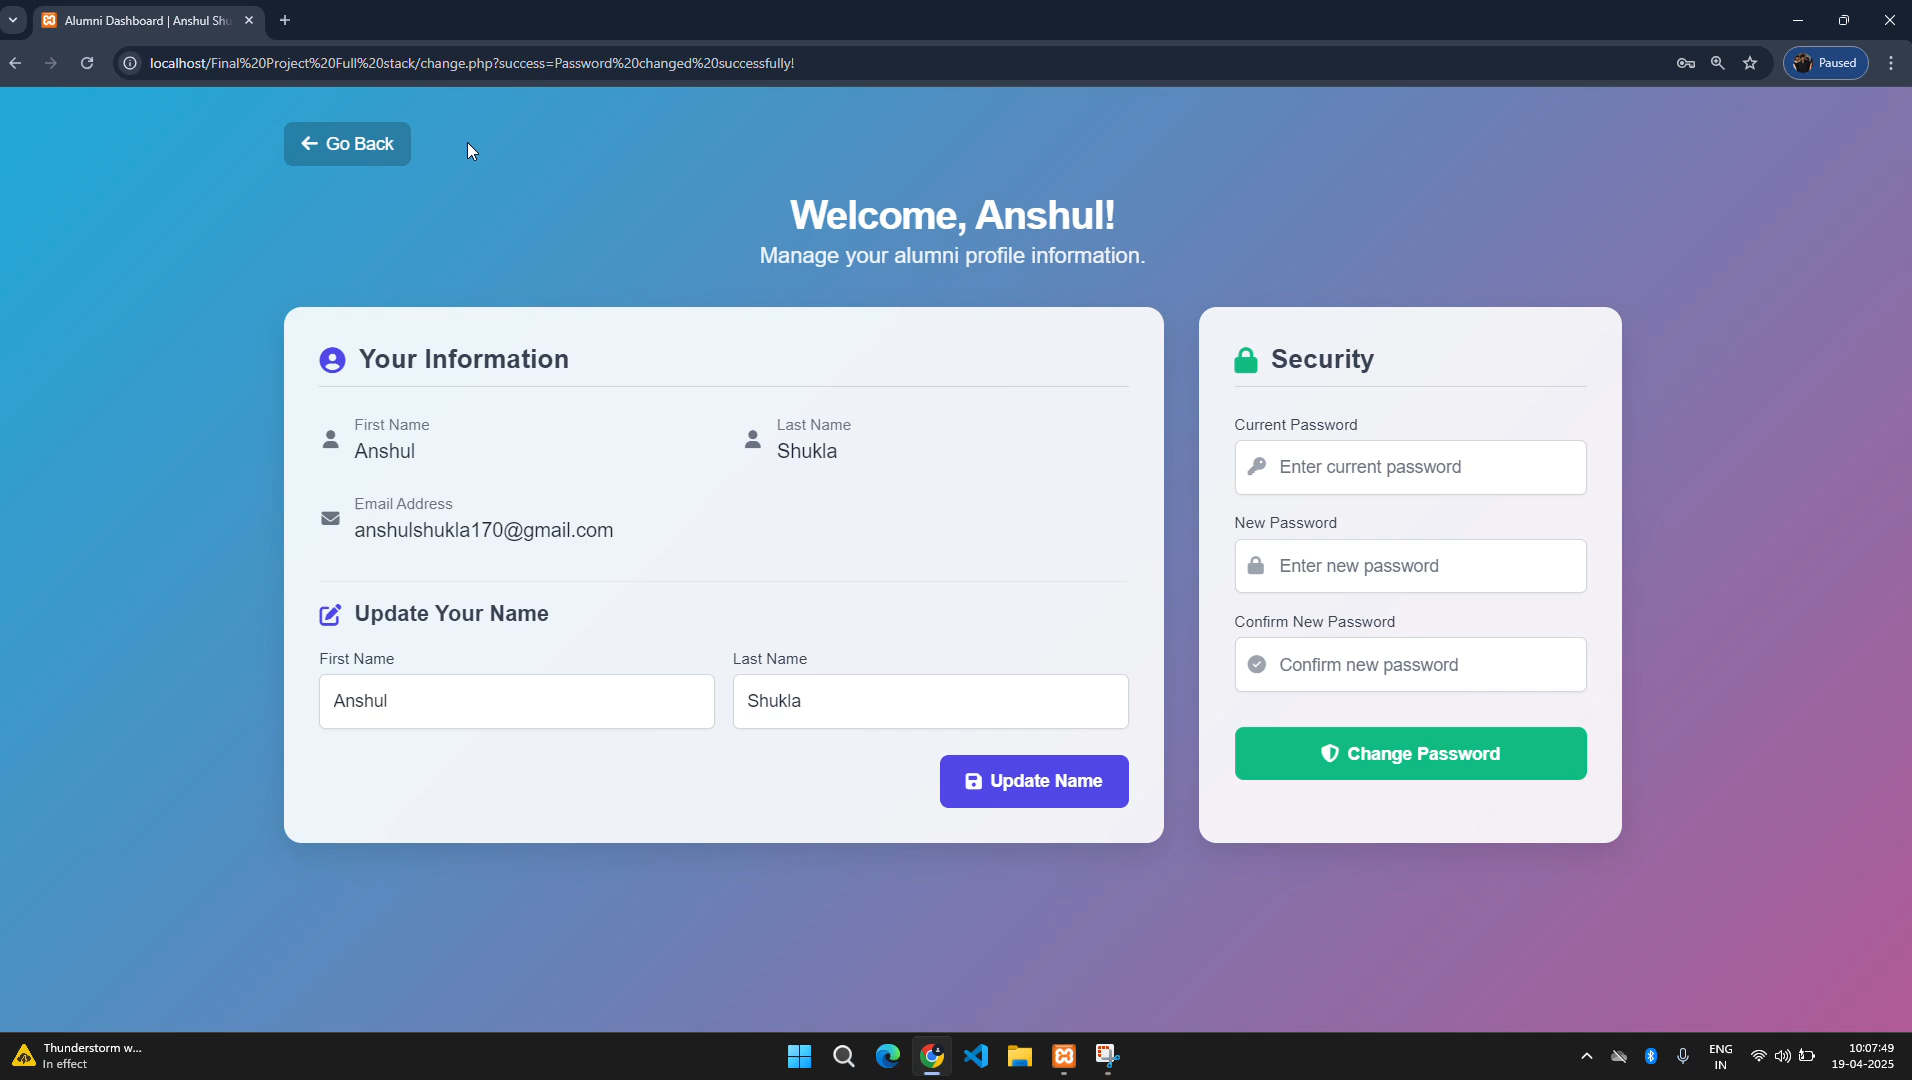 Alumni Dashboard | Anshul Shu
localhost/Final%20Project%20Full%20stack/change.php?success=Password%20changed%20successfully!
Paused
Go Back
Welcome, Anshul!
Manage your alumni profile information.
Your Information
First Name
Anshul
Last Name
Shukla
Email Address
anshulshukla170@gmail.com
Update Your Name
First Name
Last Name
Anshul
Shukla
Update Name
Security
Current Password
Enter current password
New Password
Enter new password
Confirm New Password
Confirm new password
Change Password
Thunderstorm w...
In effect
ENG
IN
10:07:49
19-04-2025